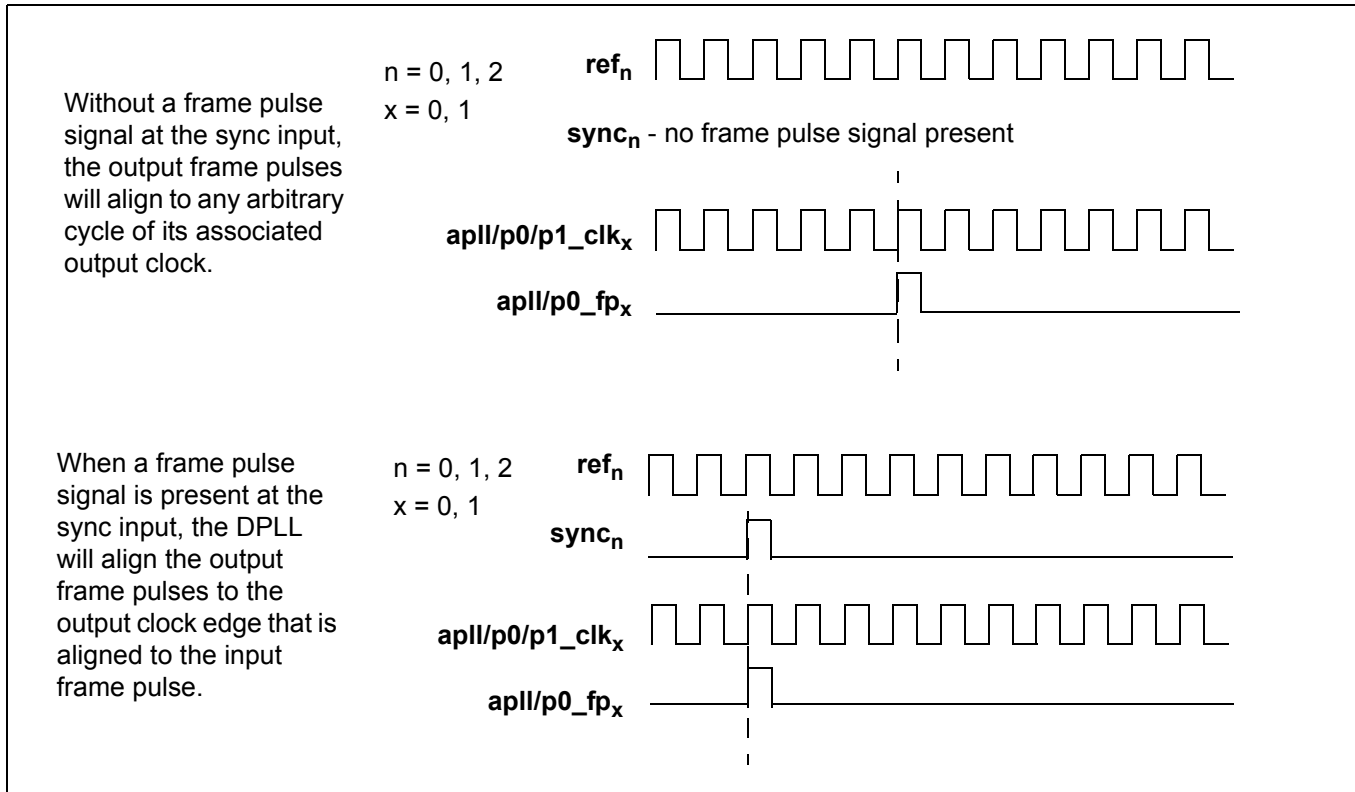 n = 0, 1, 2
x = 0, 1
refn
Without a frame pulse
signal at the sync input,
the output frame pulses
will align to any arbitrary
cycle of its associated
output clock.
syncn - no frame pulse signal present
apll/p0/p1_clkx
apll/p0_fpx
When a frame pulse
signal is present at the
sync input, the DPLL
will align the output
frame pulses to the
output clock edge that is
aligned to the input
frame pulse.
n = 0, 1, 2
x = 0, 1
refn
syncn
apll/p0/p1_clkx
apll/p0_fpx